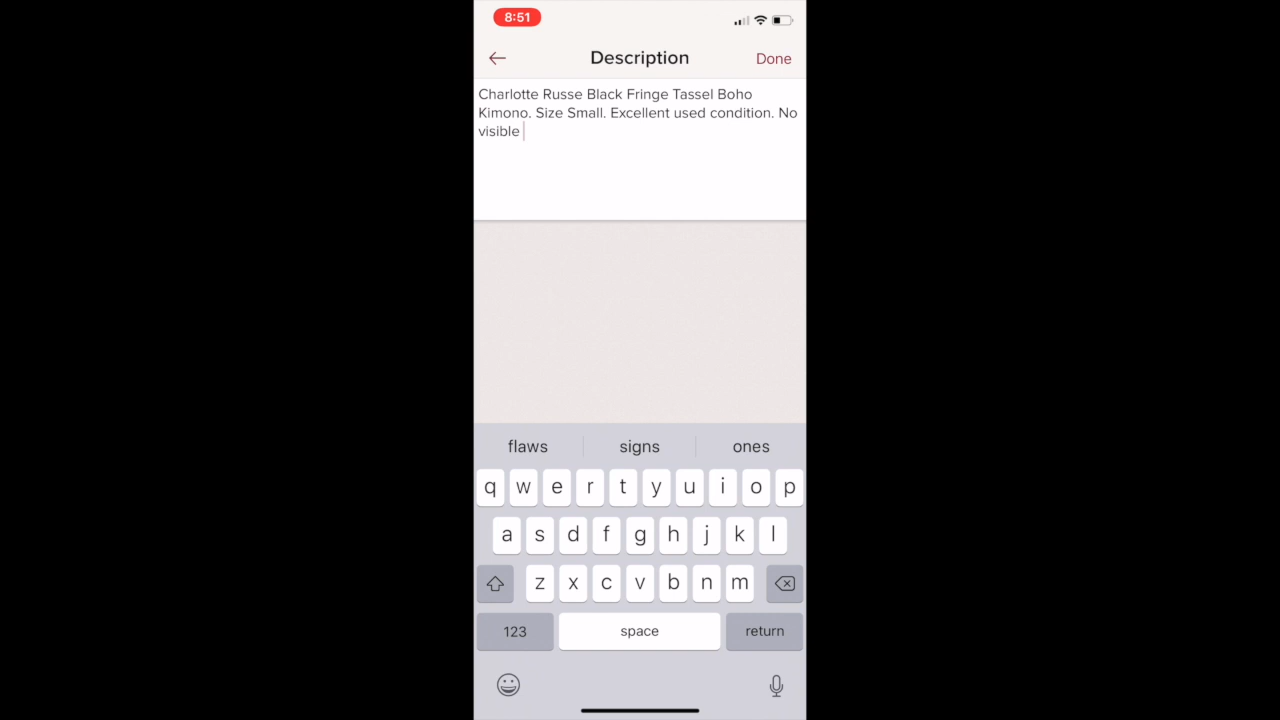 8:51
Description
Done
Charlotte Russe Black Fringe Tassel Boho
Kimono. Size Small. Excellent used condition. No
visible
flaws signs ones
q w e r t y u i o p
a s d f g h j k l
z x c v b n m
123 space return